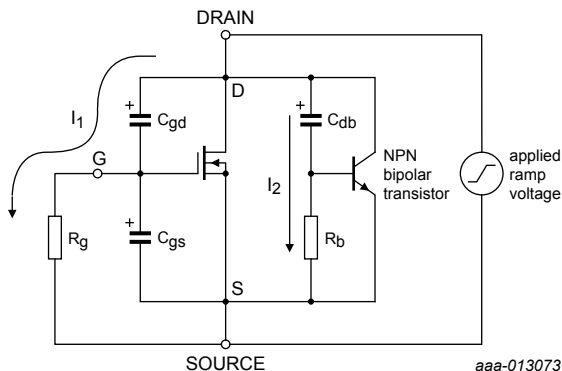 DRAIN
D
I1
+
Cgd
+
Cdb
NPN
bipolar
transistor
applied
ramp
voltage
G
I2
Rg
+
Cgs
Rb
S
SOURCE
aaa-013073